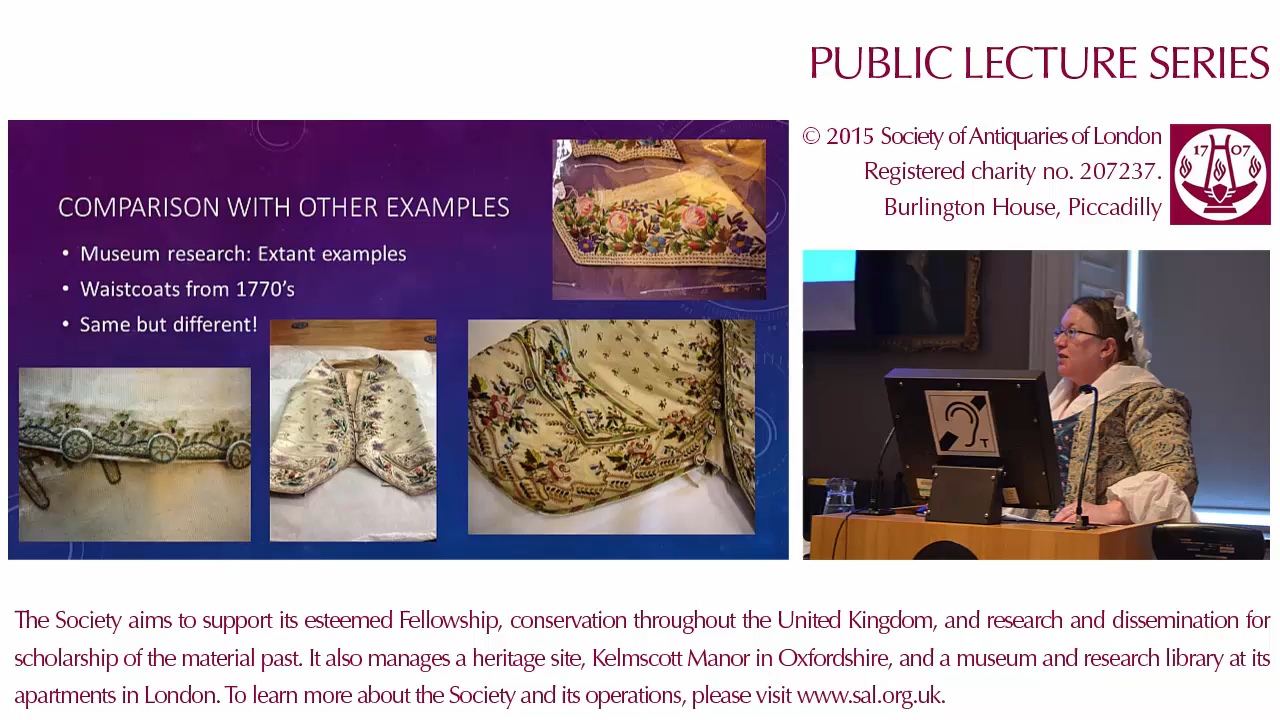 PUBLIC LECTURE SERIES
© 2015 Society of Antiquaries of London
Registered charity no. 207237.
Burlington House, Piccadilly
17 07
COMPARISON WITH OTHER EXAMPLES
• Museum research: Extant examples
• Waistcoats from 1770's
• Same but different!
T
The Society aims to support its esteemed Fellowship, conservation throughout the United Kingdom, and research and dissemination for
scholarship of the material past. It also manages a heritage site, Kelmscott Manor in Oxfordshire, and a museum and research library at its
apartments in London. To learn more about the Society and its operations, please visit www.sal.org.uk.